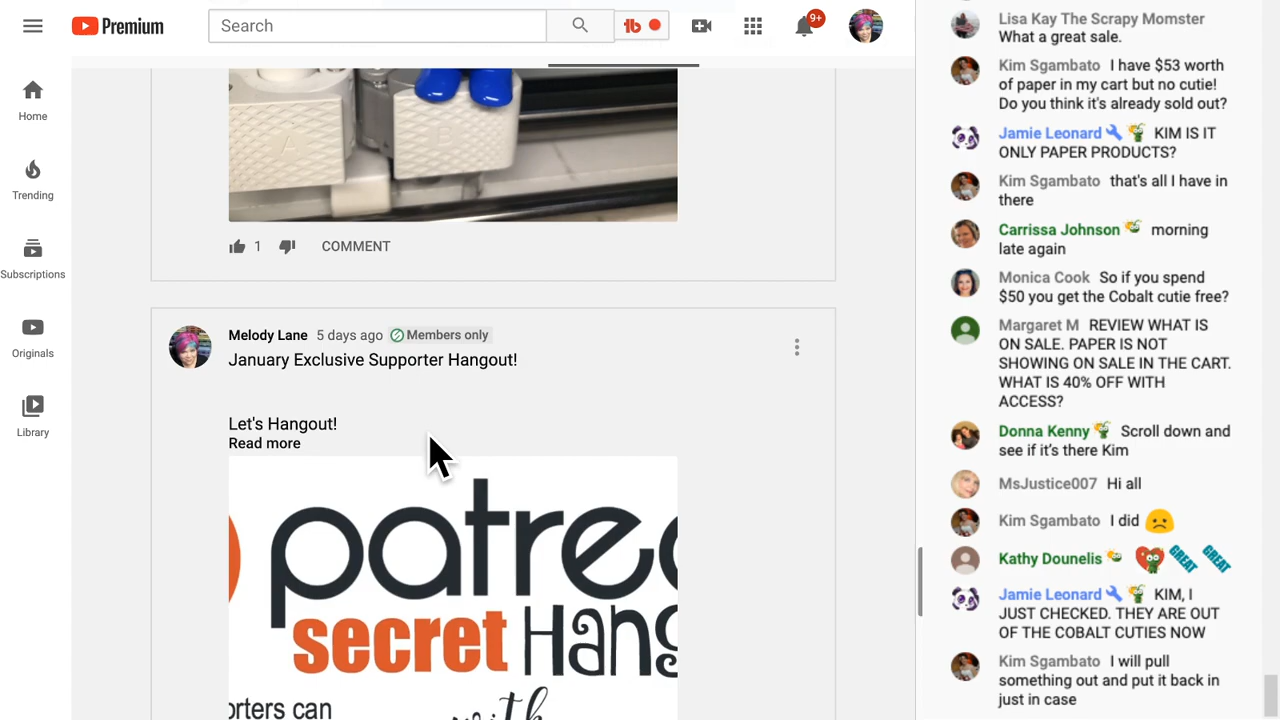 Premium
Search
9+
Home
Trending
Subscriptions
Originals
Library
A
B
1
COMMENT
Melody Lane 5 days ago Members only
January Exclusive Supporter Hangout!
Let's Hangout!
Read more
patreo
secret Hang
orters can
with
Lisa Kay The Scrapy Momster
What a great sale.
Kim Sgambato I have $53 worth
of paper in my cart but no cutie!
Do you think it's already sold out?
Jamie Leonard KIM IS IT
ONLY PAPER PRODUCTS?
Kim Sgambato that's all I have in
there
Carrissa Johnson morning
late again
Monica Cook So if you spend
$50 you get the Cobalt cutie free?
Margaret M REVIEW WHAT IS
ON SALE. PAPER IS NOT
SHOWING ON SALE IN THE CART.
WHAT IS 40% OFF WITH
ACCESS?
Donna Kenny Scroll down and
see if it's there Kim
MsJustice007 Hi all
Kim Sgambato I did
Kathy Dounelis GREAT GREAT
Jamie Leonard KIM, I
JUST CHECKED. THEY ARE OUT
OF THE COBALT CUTIES NOW
Kim Sgambato I will pull
something out and put it back in
just in case